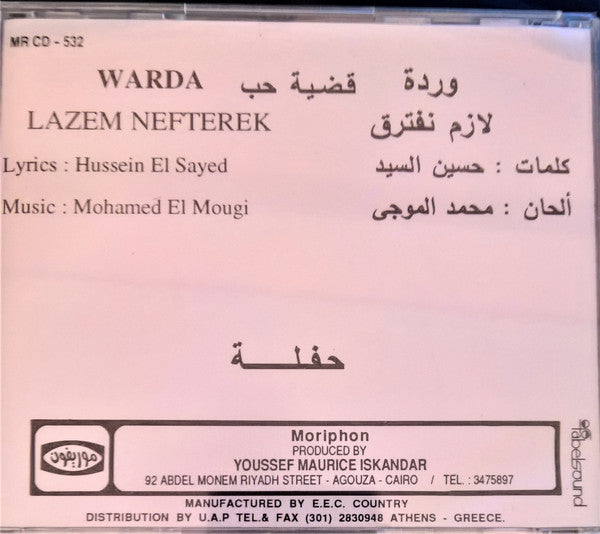 MR CD - 532
WARDA قضية حب وردة
LAZEM NEFTEREK لازم نفترق
Lyrics : Hussein El Sayed كلمات : حسين السيد
Music : Mohamed El Mougi ألحان : محمد الموجى
حفلــــة
موريفون
Moriphon
PRODUCED BY
YOUSSEF MAURICE ISKANDAR
92 ABDEL MONEM RIYADH STREET - AGOUZA - CAIRO / TEL. : 3475897
labelsound
MANUFACTURED BY E.E.C. COUNTRY
DISTRIBUTION BY U.A.P TEL.& FAX (301) 2830948 ATHENS - GREECE.